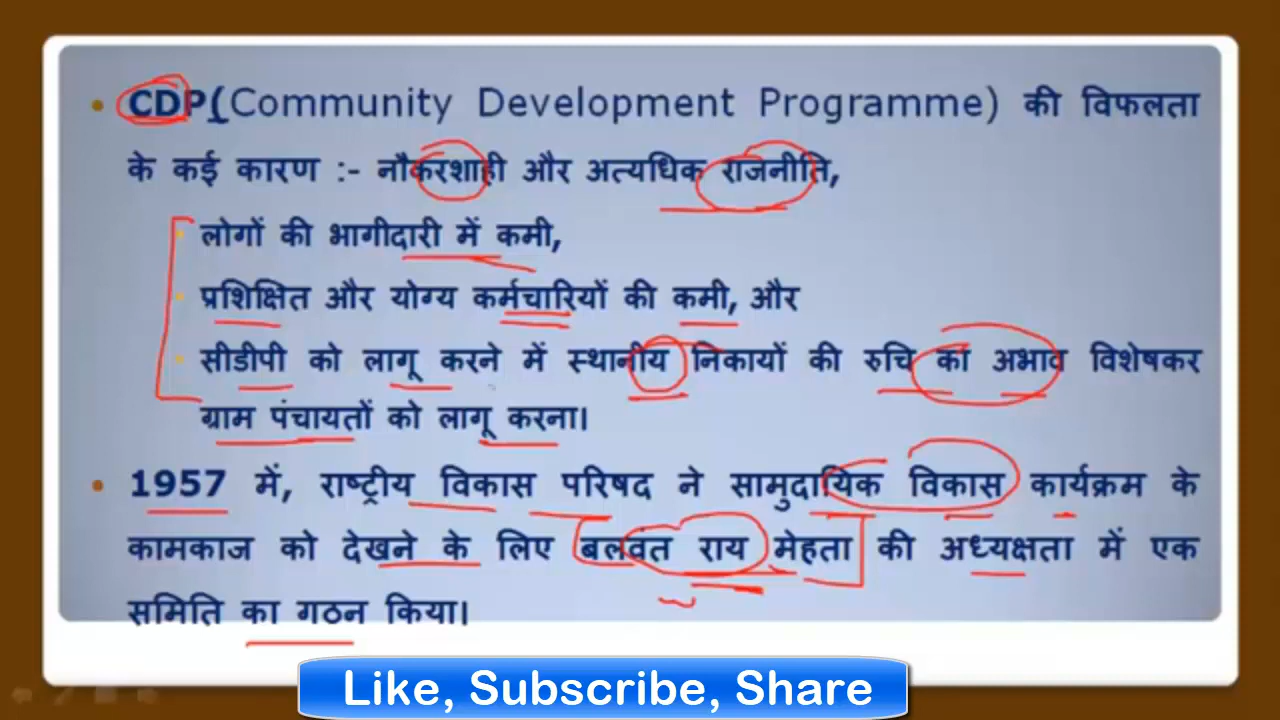 CDP(Community Development Programme) की विफलता
के कई कारण :- नौकरशाही और अत्यधिक राजनीति,
लोगों की भागीदारी में कमी,
प्रशिक्षित और योग्य कर्मचारियों की कमी, और
सीडीपी को लागू करने में स्थानीय निकायों की रुचि का अभाव विशेषकर
ग्राम पंचायतों को लागू करना।
1957 में, राष्ट्रीय विकास परिषद ने सामुदायिक विकास कार्यक्रम के
कामकाज को देखने के लिए बलवंत राय मेहता की अध्यक्षता में एक
समिति का गठन किया।
Like, Subscribe, Share